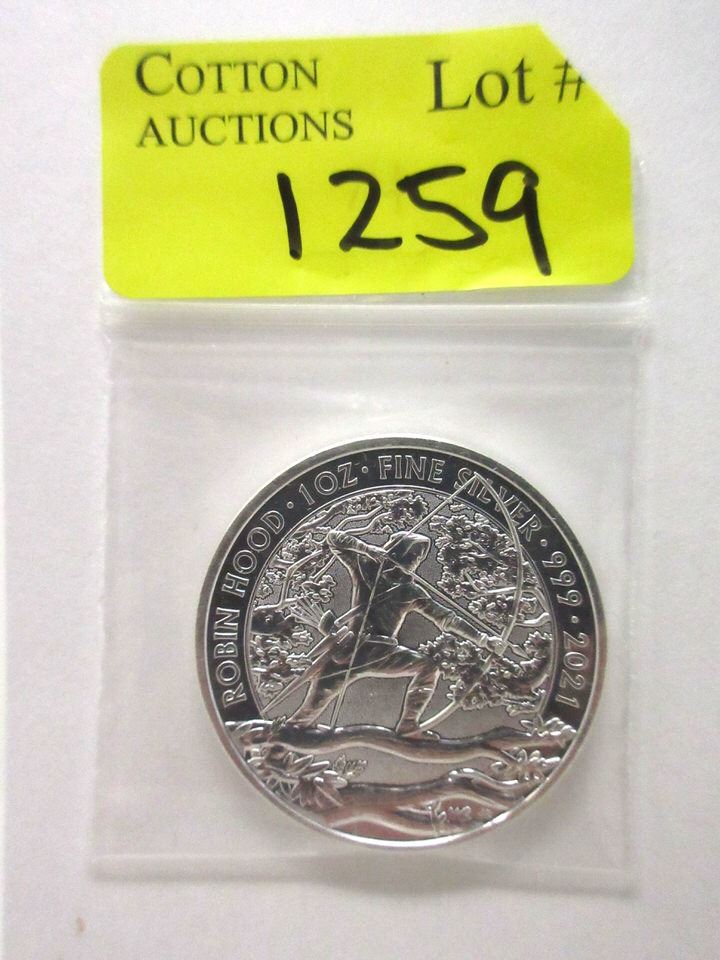 COTTON
AUCTIONS
Lot #
1259
ROBIN HOOD · 1OZ · FINE SILVER · 999 · 2021